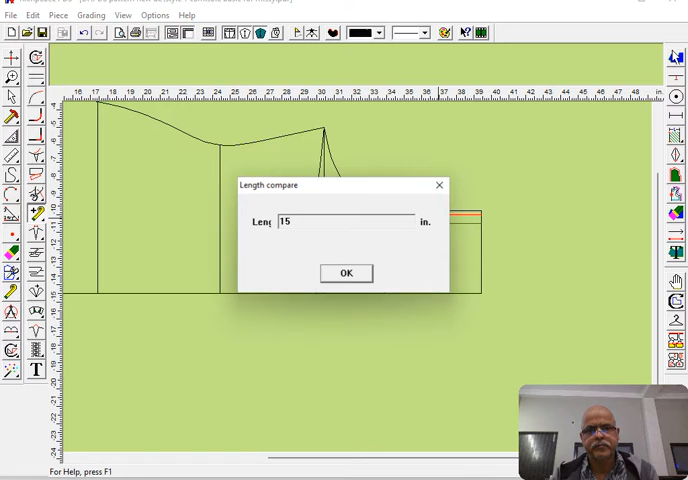 File Edit Piece Grading View Options Help
16 17 18 19 20 21 22 23 24 25 26 27 28 29 30 31 32 33 34 35 36 37 38 39 40 41 42 43 44 45 46 47 48 in.
Length compare
Leng 15 in.
OK
T
For Help, press F1